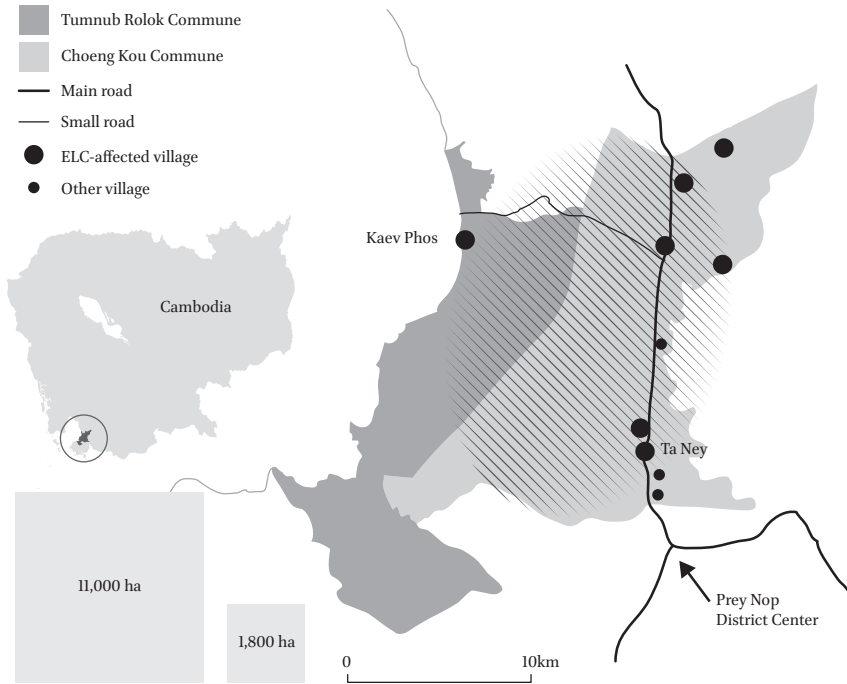 Tumnub Rolok Commune
Choeng Kou Commune
Main road
Small road
ELC-affected village
Other village
Kaev Phos
Cambodia
Ta Ney
11,000 ha
1,800 ha
Prey Nop
District Center
0
10km